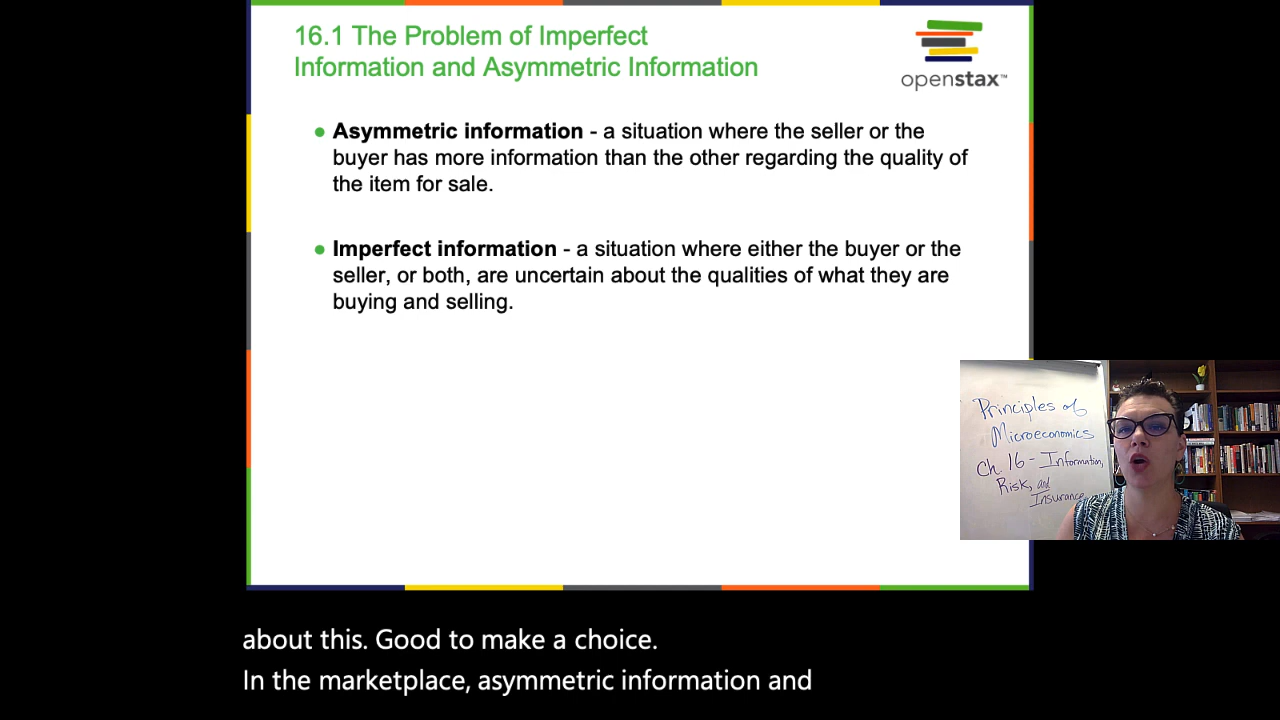 16.1 The Problem of Imperfect
Information and Asymmetric Information
openstax™
● Asymmetric information - a situation where the seller or the
buyer has more information than the other regarding the quality of
the item for sale.
● Imperfect information - a situation where either the buyer or the
seller, or both, are uncertain about the qualities of what they are
buying and selling.
Principles of
Microeconomics
Ch. 16 - Information,
Risk, and
Insurance
about this. Good to make a choice.
In the marketplace, asymmetric information and